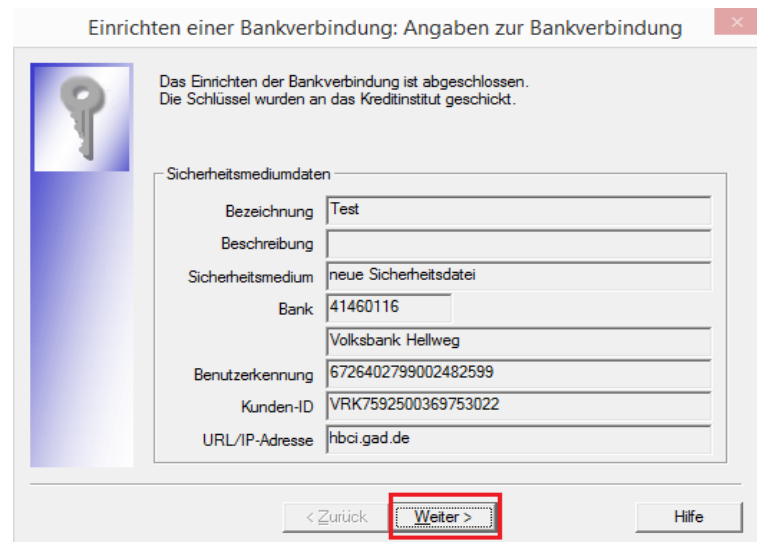 Einrichten einer Bankverbindung: Angaben zur Bankverbindung
Das Einrichten der Bankverbindung ist abgeschlossen.
Die Schlüssel wurden an das Kreditinstitut geschickt.
Sicherheitsmediumdaten
Bezeichnung Test
Beschreibung
Sicherheitsmedium neue Sicherheitsdatei
Bank 41460116
Volksbank Hellweg
Benutzerkennung 6726402799002482599
Kunden-ID VRK7592500369753022
URL/IP-Adresse hbci.gad.de
< Zurück Weiter > Hilfe